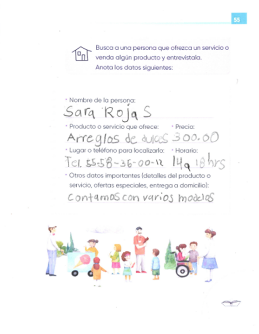 53
Busca a una persona que ofrezca un servicio o
venda algún producto y entrevístala.
Anota los datos siguientes:
• Nombre de la persona:
Sara Rojas
• Producto o servicio que ofrece: • Precio:
Arreglos de dulces 300.00
• Lugar o teléfono para localizarla: • Horario:
Tel. 55-58-36-00-12 14 a 18 hrs
• Otros datos importantes (detalles del producto o
servicio, ofertas especiales, entrega a domicilio):
Contamos con varios modelos